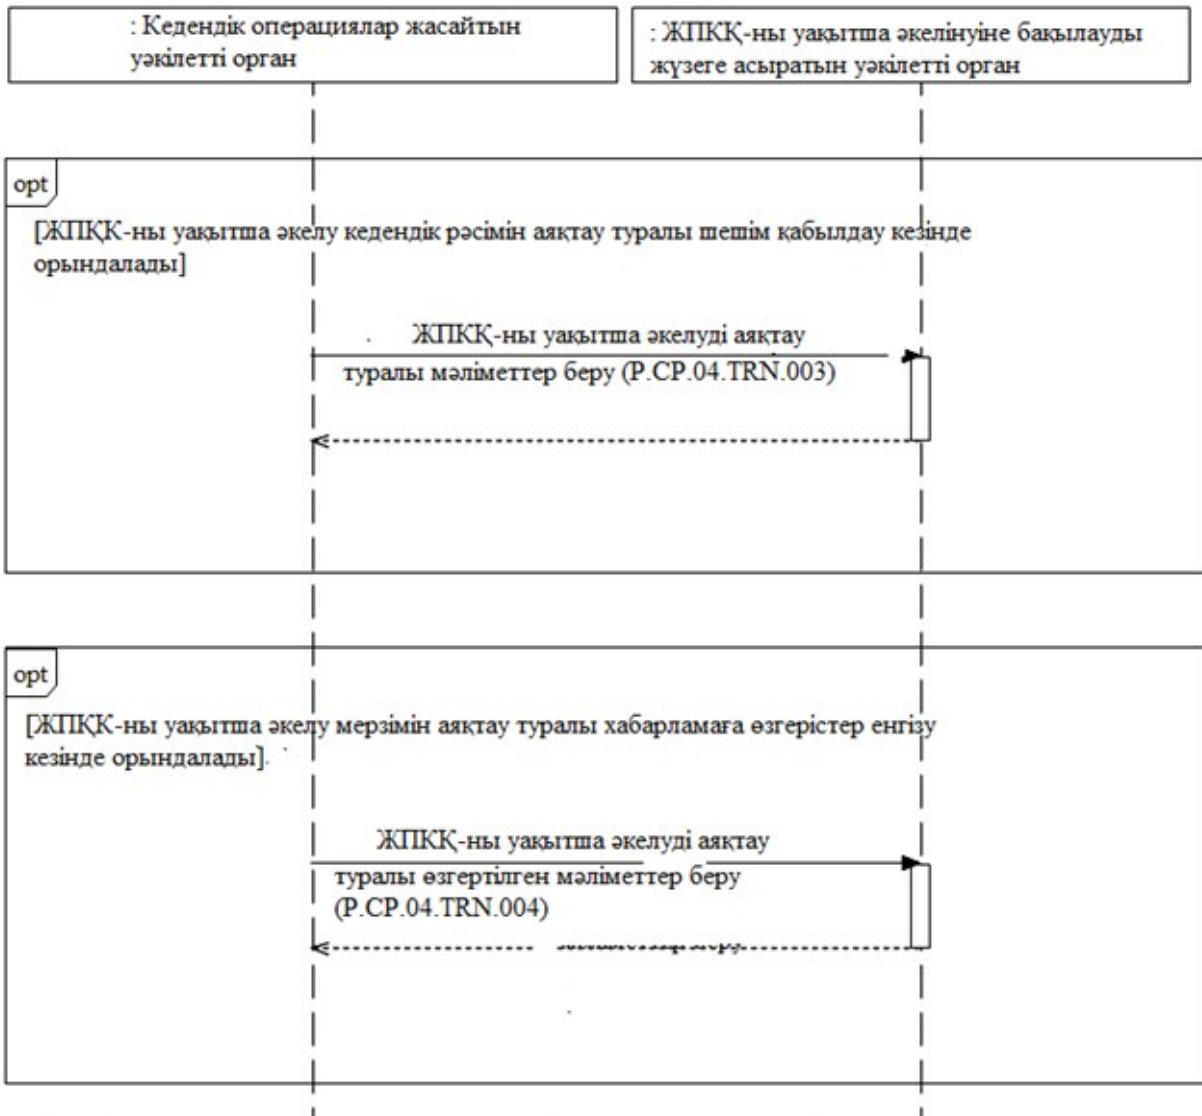 : Кедендік операциялар жасайтын
уәкілетті орган
: ЖПКҚ-ны уақытша әкелінуіне бақылауды
жүзеге асыратын уәкілетті орган
opt
[ЖПҚК-ны уақытша әкелу кедендік рәсімін аяқтау туралы шешім қабылдау кезінде
орындалады]
ЖПКҚ-ны уақытша әкелуді аяқтау
туралы мәліметтер беру (P.CP.04.TRN.003)
opt
[ЖПҚК-ны уақытша әкелу мерзімін аяқтау туралы хабарламаға өзгерістер енгізу
кезінде орындалады].
ЖПКҚ-ны уақытша әкелуді аяқтау
туралы өзгертілген мәліметтер беру
(P.CP.04.TRN.004)